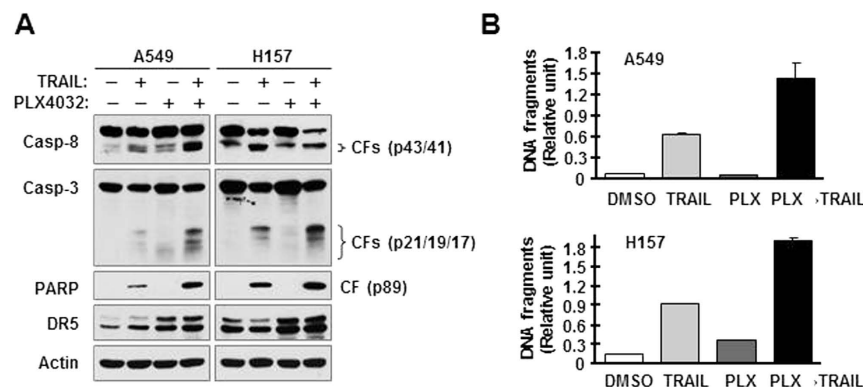 A
B
A549 H157
TRAIL: – + – + – + – +
PLX4032: – – + + – – + +
Casp-8
CFs (p43/41)
Casp-3
CFs (p21/19/17)
PARP
CF (p89)
DR5
Actin
DNA fragments
(Relative unit)
1.8
1.5
1.2
0.9
0.6
0.3
0
A549
DMSO TRAIL PLX PLX →TRAIL
DNA fragments
(Relative unit)
1.8
1.5
1.2
0.9
0.6
0.3
0
H157
DMSO TRAIL PLX PLX →TRAIL